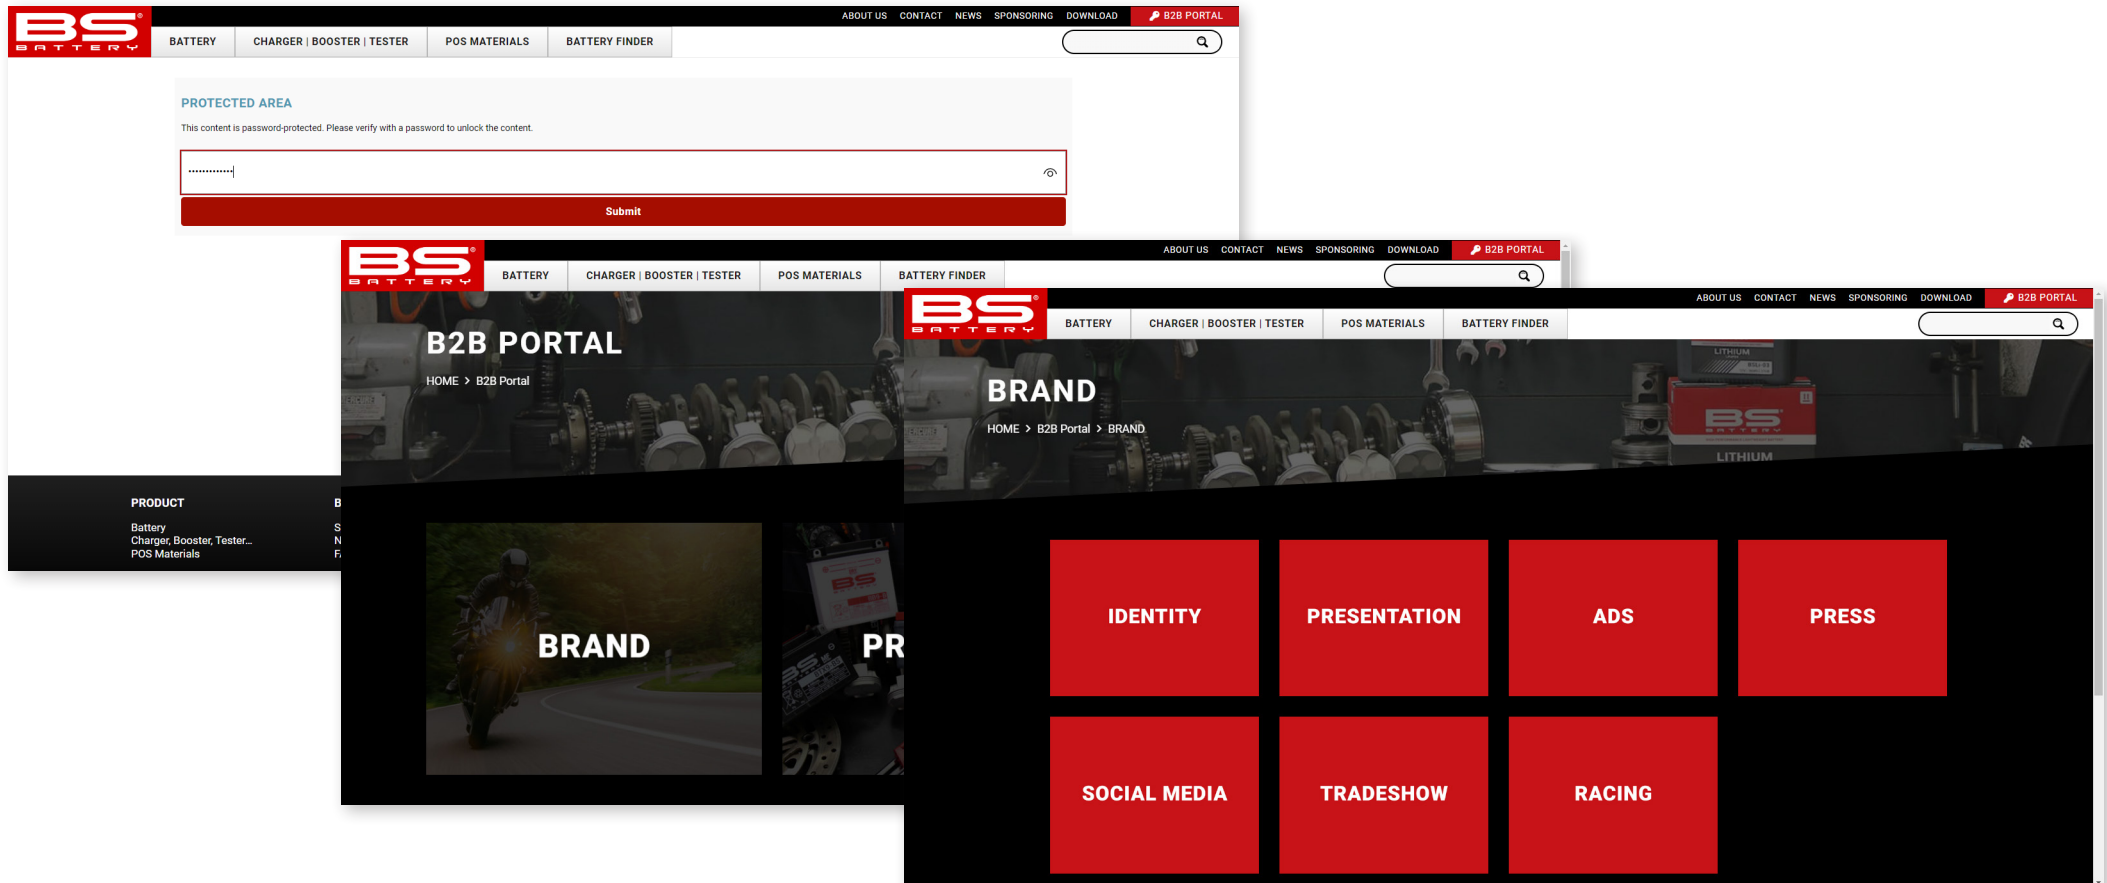 BS®
BATTERY
ABOUT US CONTACT NEWS SPONSORING DOWNLOAD B2B PORTAL
BATTERY CHARGER | BOOSTER | TESTER POS MATERIALS BATTERY FINDER
PROTECTED AREA
This content is password-protected. Please verify with a password to unlock the content.
Submit
PRODUCT
Battery
Charger, Booster, Tester...
POS Materials
BS®
BATTERY
ABOUT US CONTACT NEWS SPONSORING DOWNLOAD B2B PORTAL
BATTERY CHARGER | BOOSTER | TESTER POS MATERIALS BATTERY FINDER
B2B PORTAL
HOME > B2B Portal
BRAND
PR
BS®
BATTERY
ABOUT US CONTACT NEWS SPONSORING DOWNLOAD B2B PORTAL
BATTERY CHARGER | BOOSTER | TESTER POS MATERIALS BATTERY FINDER
BRAND
HOME > B2B Portal > BRAND
LITHIUM
BS
BATTERY
LITHIUM
IDENTITY PRESENTATION ADS PRESS
SOCIAL MEDIA TRADESHOW RACING